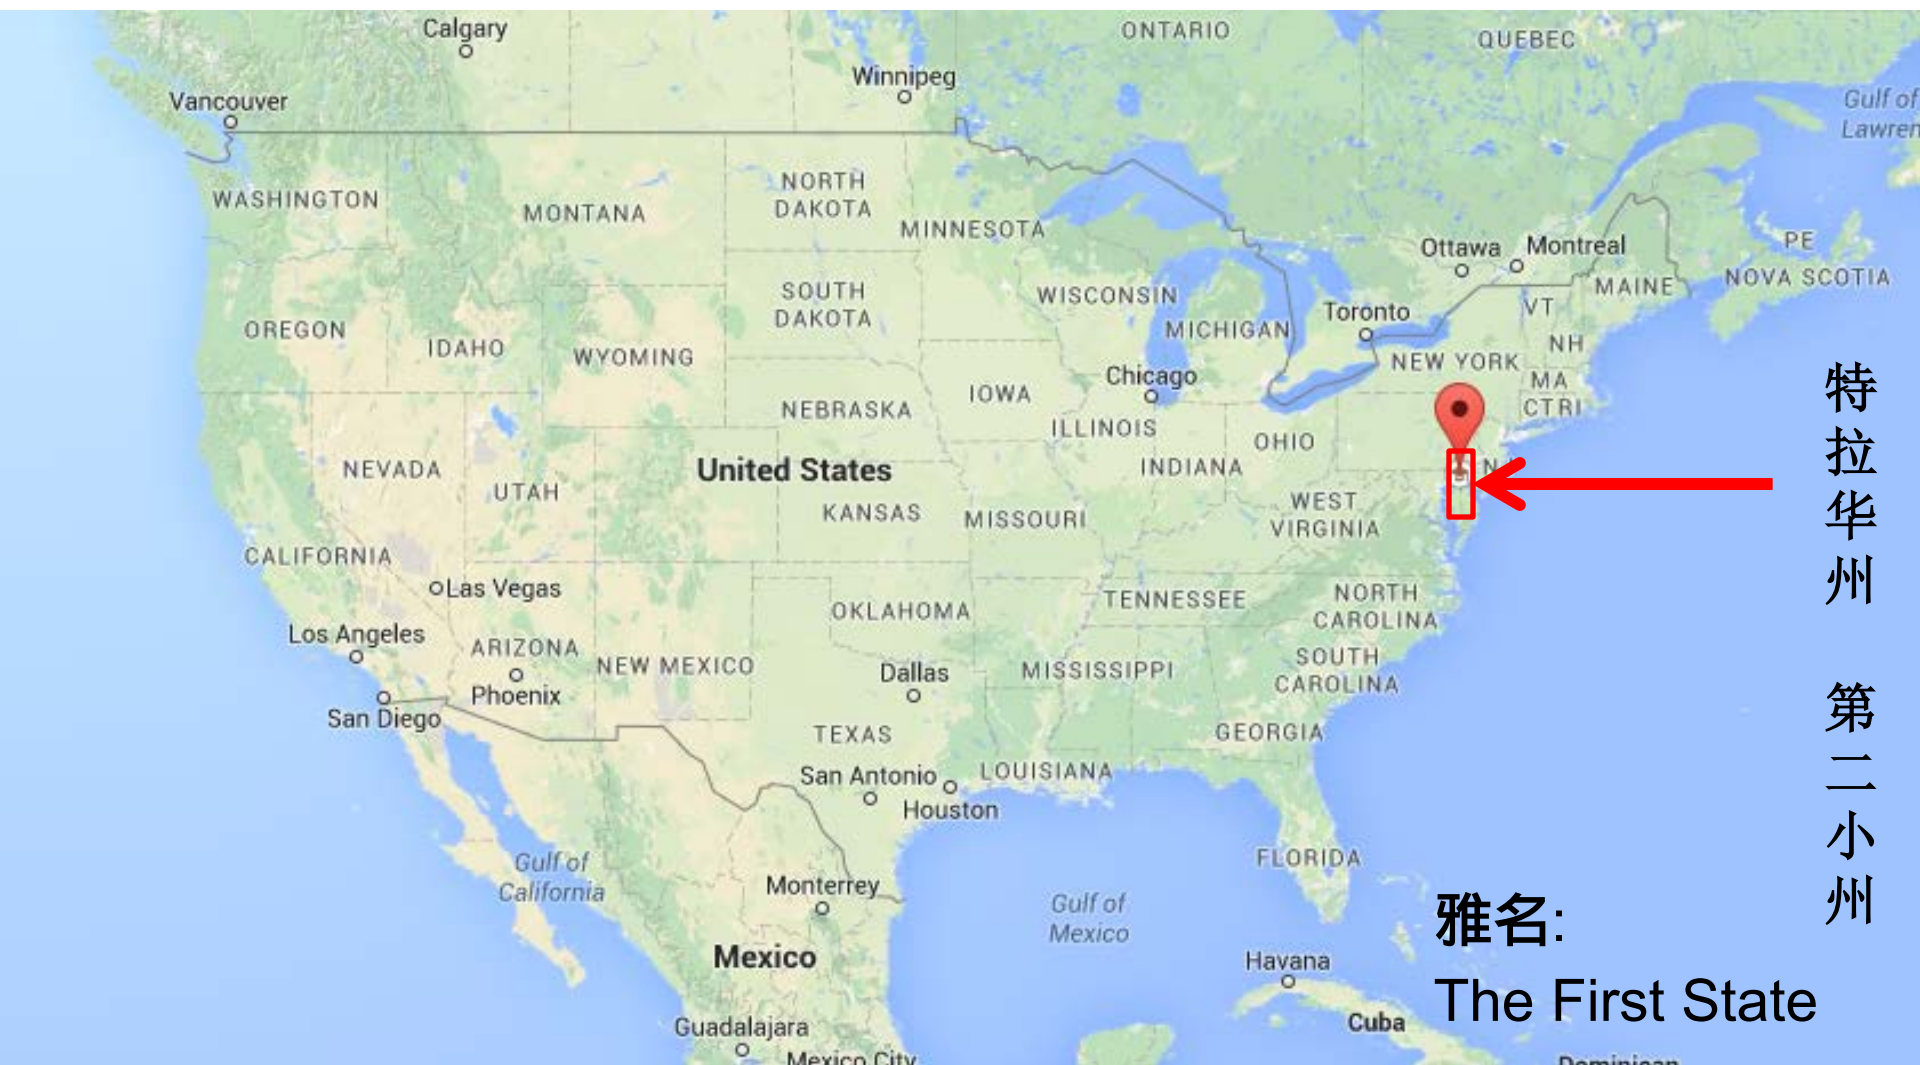 Calgary
ONTARIO
QUEBEC
Winnipeg
Vancouver
Gulf of
Lawren
WASHINGTON
MONTANA
NORTH
DAKOTA
MINNESOTA
Ottawa
Montreal
PE
NOVA SCOTIA
MAINE
SOUTH
DAKOTA
WISCONSIN
MICHIGAN
Toronto
VT
NH
OREGON
IDAHO
WYOMING
NEW YORK
MA
CT RI
Chicago
IOWA
NEBRASKA
ILLINOIS
OHIO
INDIANA
NEVADA
UTAH
United States
KANSAS
MISSOURI
WEST
VIRGINIA
N
CALIFORNIA
Las Vegas
OKLAHOMA
TENNESSEE
NORTH
CAROLINA
Los Angeles
ARIZONA
Phoenix
NEW MEXICO
Dallas
MISSISSIPPI
SOUTH
CAROLINA
San Diego
TEXAS
GEORGIA
San Antonio
Houston
LOUISIANA
Gulf of
California
Monterrey
Gulf of
Mexico
FLORIDA
Mexico
Havana
Cuba
Guadalajara
Mexico City
Dominican
特拉华州 第二小州
雅名:
The First State